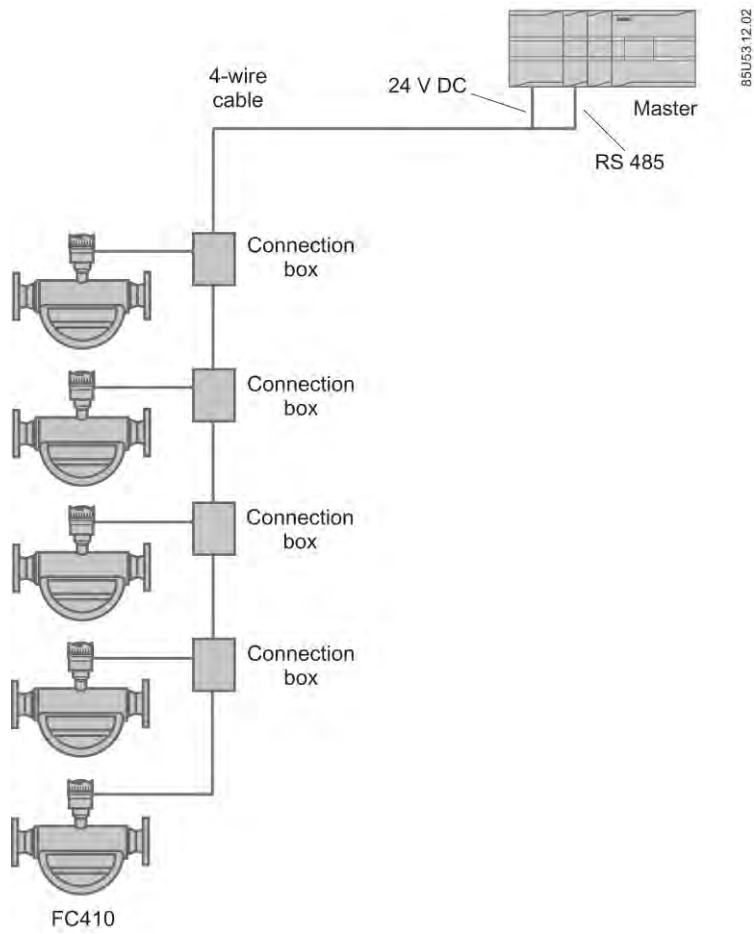 85U53 12.02
4-wire
cable
24 V DC
Master
RS 485
Connection
box
Connection
box
Connection
box
Connection
box
FC410